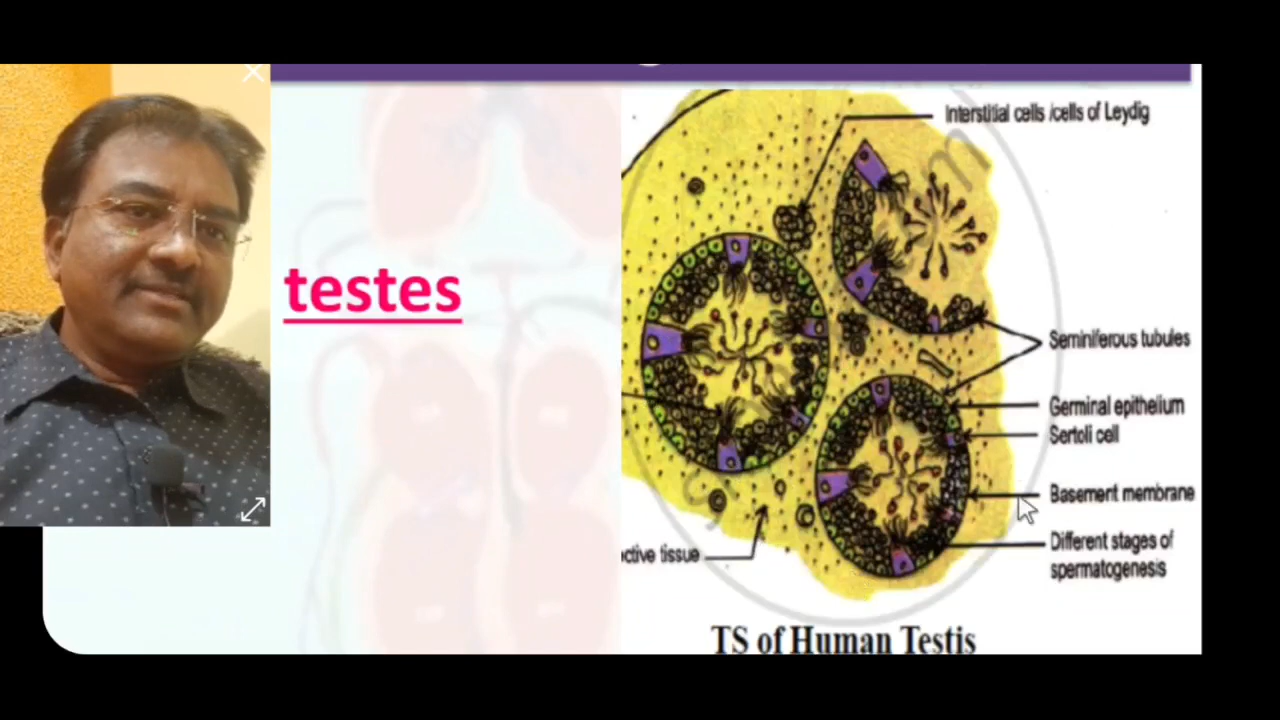 testes
Interstitial cells /cells of Leydig
Seminiferous tubules
Germinal epithelium
Sertoli cell
Basement membrane
Different stages of
spermatogenesis
ctive tissue
TS of Human Testis